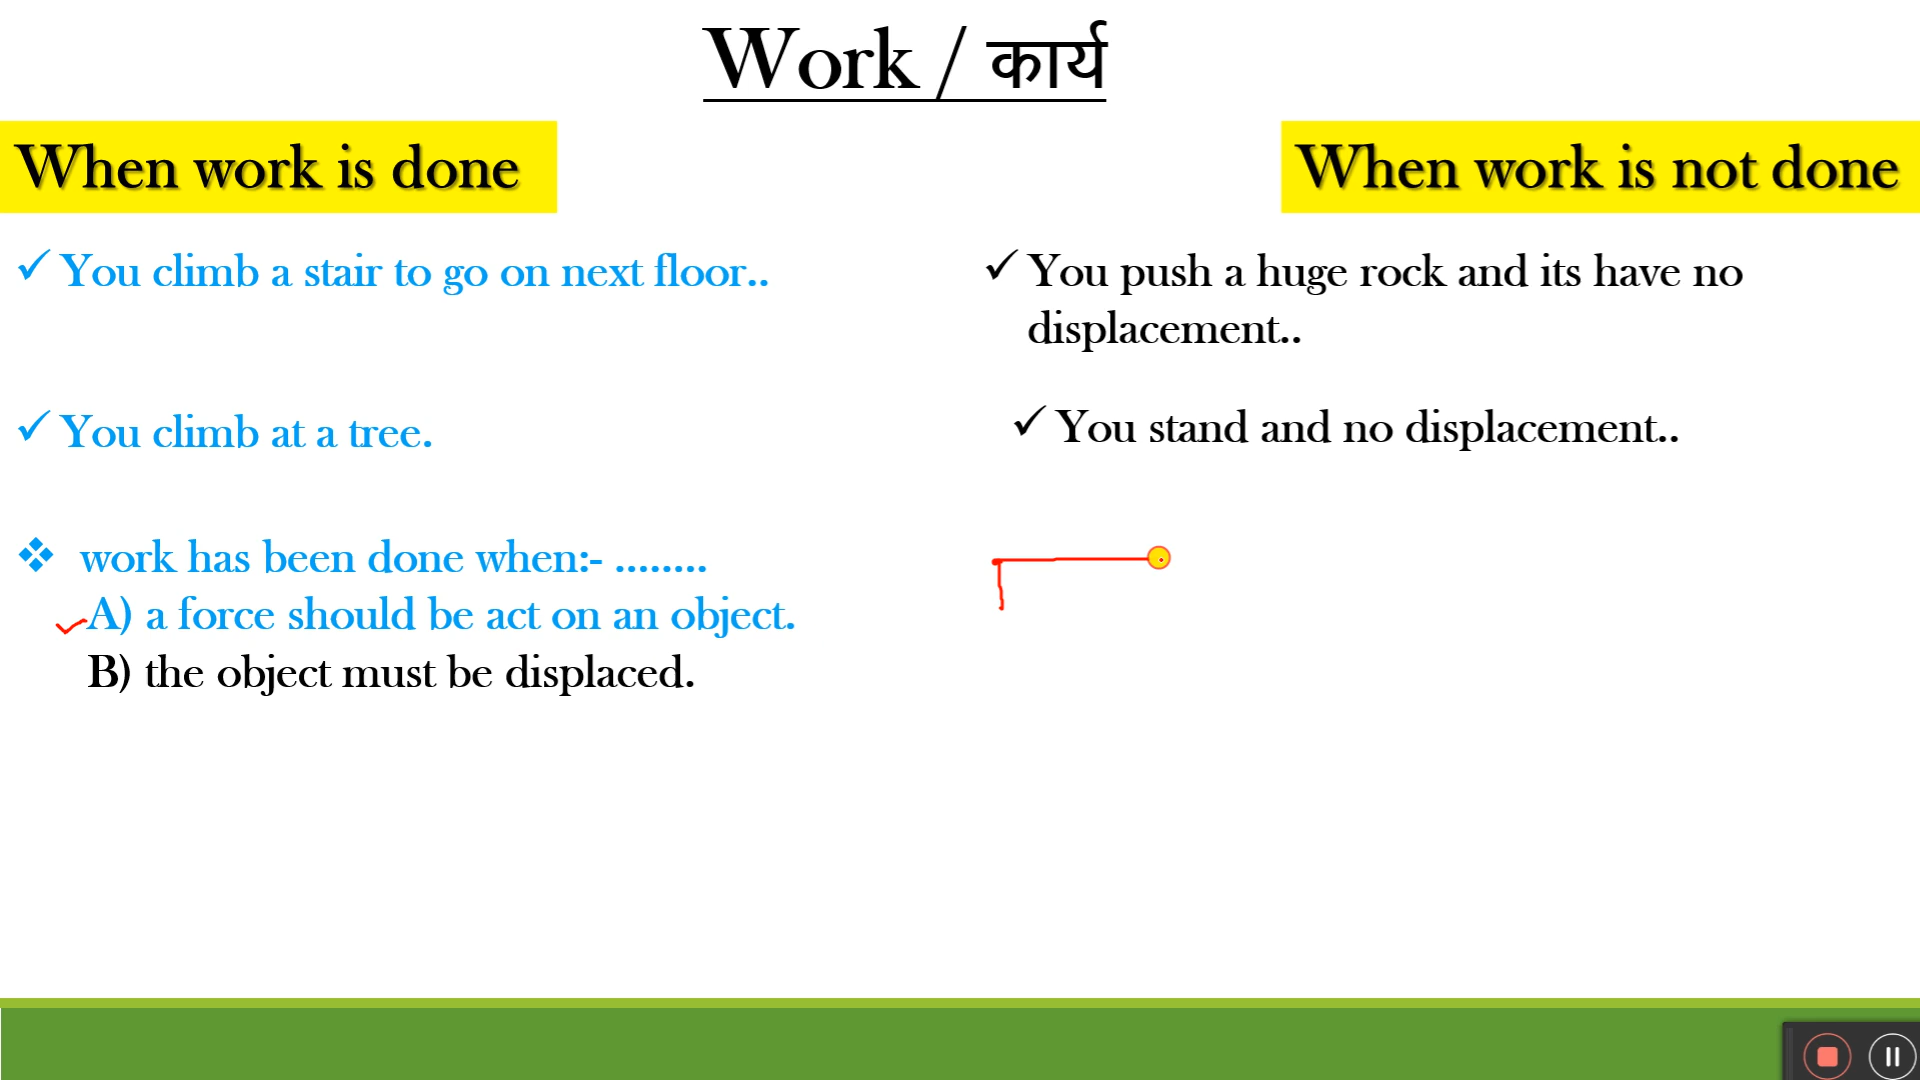 Work / कार्य
When work is done
When work is not done
You climb a stair to go on next floor..
You climb at a tree.
You push a huge rock and its have no
displacement..
You stand and no displacement..
work has been done when:- ........
A) a force should be act on an object.
B) the object must be displaced.